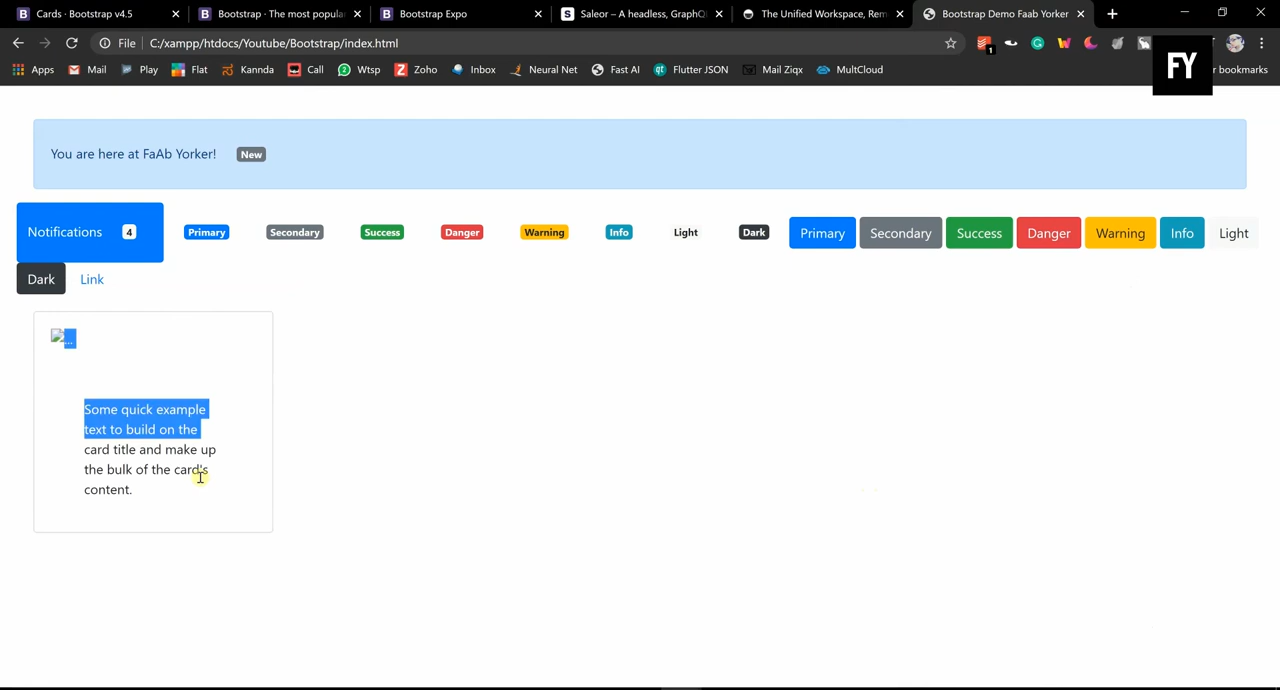 Cards · Bootstrap v4.5
Bootstrap · The most popula
Bootstrap Expo
Saleor – A headless, GraphQ
The Unified Workspace, Rem
Bootstrap Demo Faab Yorker
File C:/xampp/htdocs/Youtube/Bootstrap/index.html
1
Apps Mail Play Flat Kannda Call Wtsp Zoho Inbox Neural Net Fast AI Flutter JSON Mail Ziqx MultCloud r bookmarks
FY
You are here at FaAb Yorker! New
Notifications 4 Primary Secondary Success Danger Warning Info Light Dark Primary Secondary Success Danger Warning Info Light
Dark Link
...
Some quick example
text to build on the
card title and make up
the bulk of the card's
content.